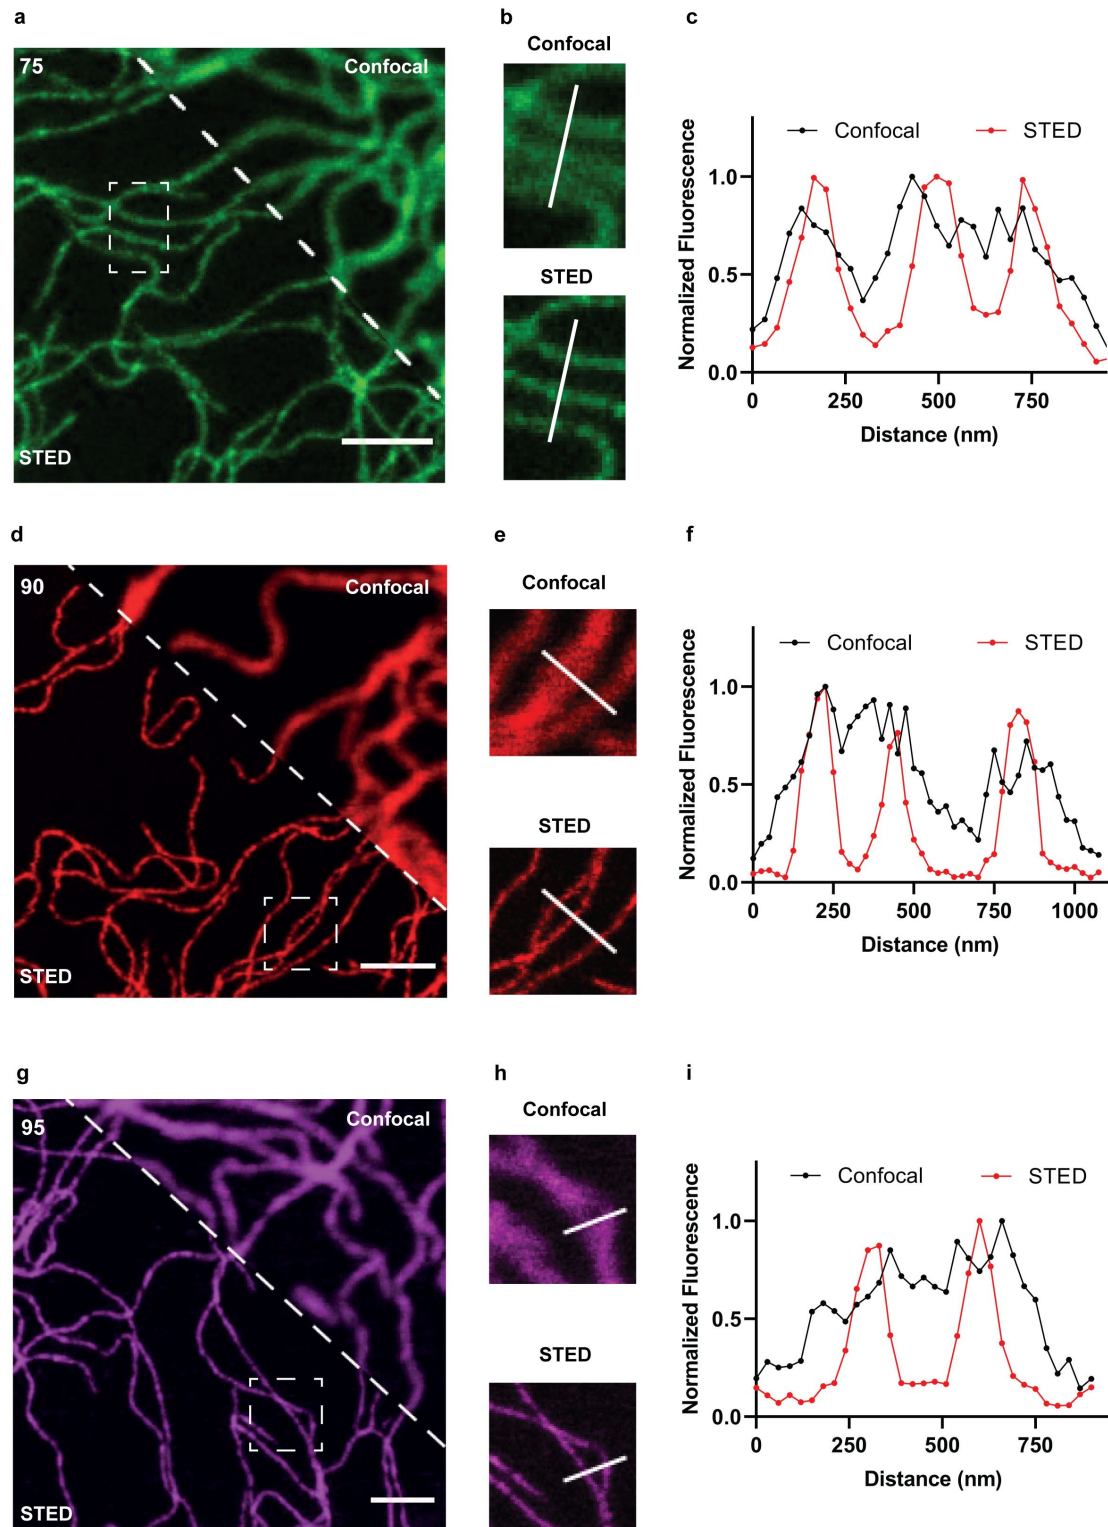 a
b
c
75
Confocal
STED
Confocal
STED
Confocal
STED
Normalized Fluorescence
1.0
0.5
0.0
0
250
500
750
Distance (nm)
d
e
f
90
Confocal
STED
Confocal
STED
Confocal
STED
Normalized Fluorescence
1.0
0.5
0.0
0
250
500
750
1000
Distance (nm)
g
h
i
95
Confocal
STED
Confocal
STED
Confocal
STED
Normalized Fluorescence
1.0
0.5
0.0
0
250
500
750
Distance (nm)